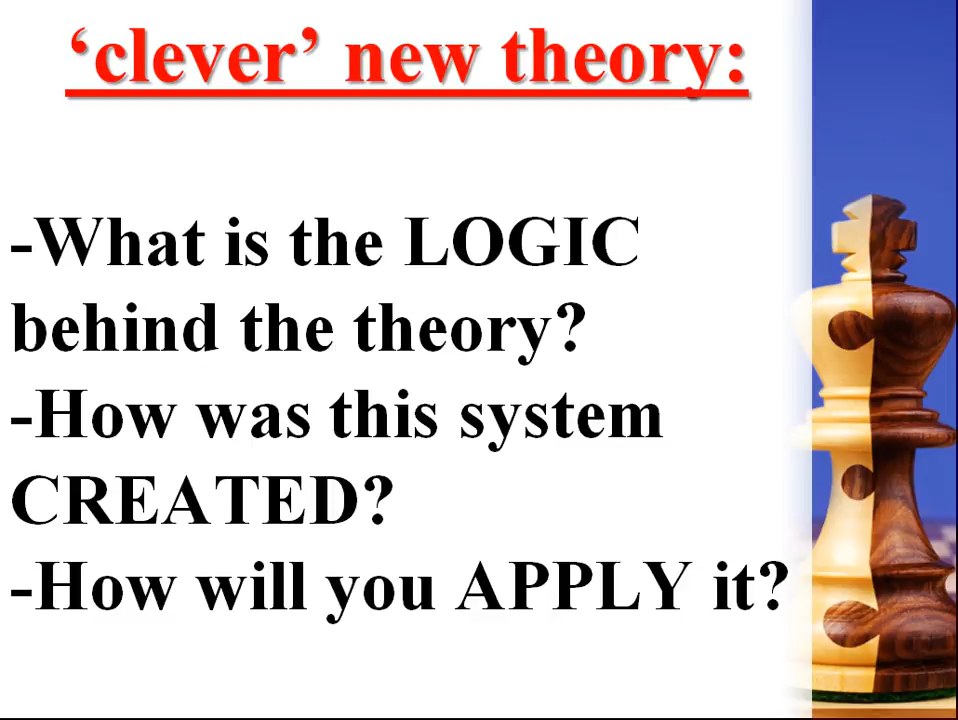 ‘clever’ new theory:
-What is the LOGIC
behind the theory?
-How was this system
CREATED?
-How will you APPLY it?